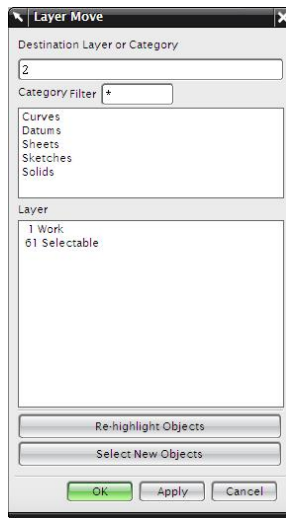 Layer Move
Destination Layer or Category
2
Category Filter *
Curves
Datums
Sheets
Sketches
Solids
Layer
1 Work
61 Selectable
Re-highlight Objects
Select New Objects
OK Apply Cancel